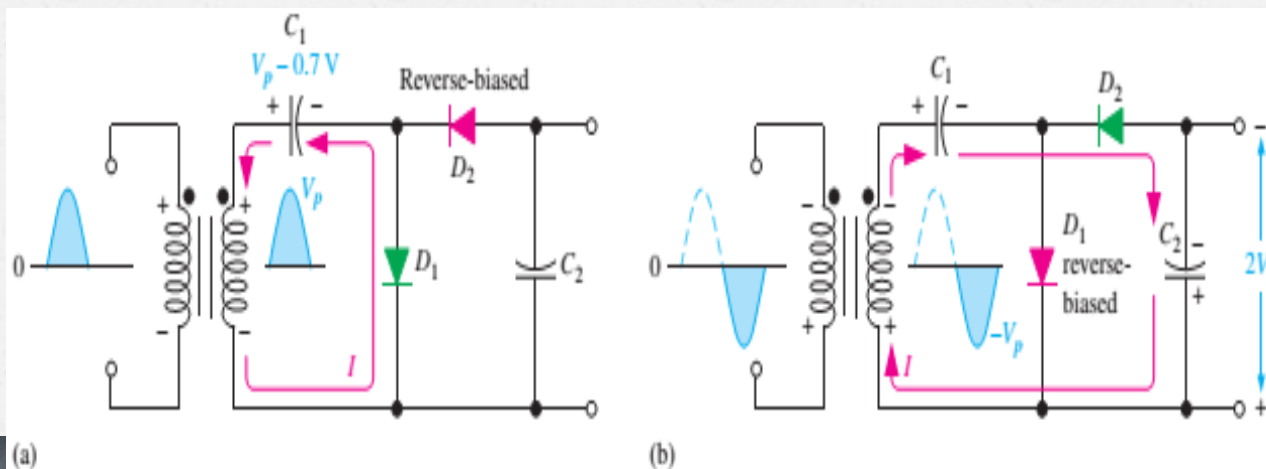 C1
Vp – 0.7 V
+ –
Reverse-biased
D2
+ +
Vp
0
D1
C2
– –
I
(a)
C1
+ –
D2
–
– –
D1
C2
–
0
reverse-
biased
+
2V
–Vp
+ +
I
+
(b)